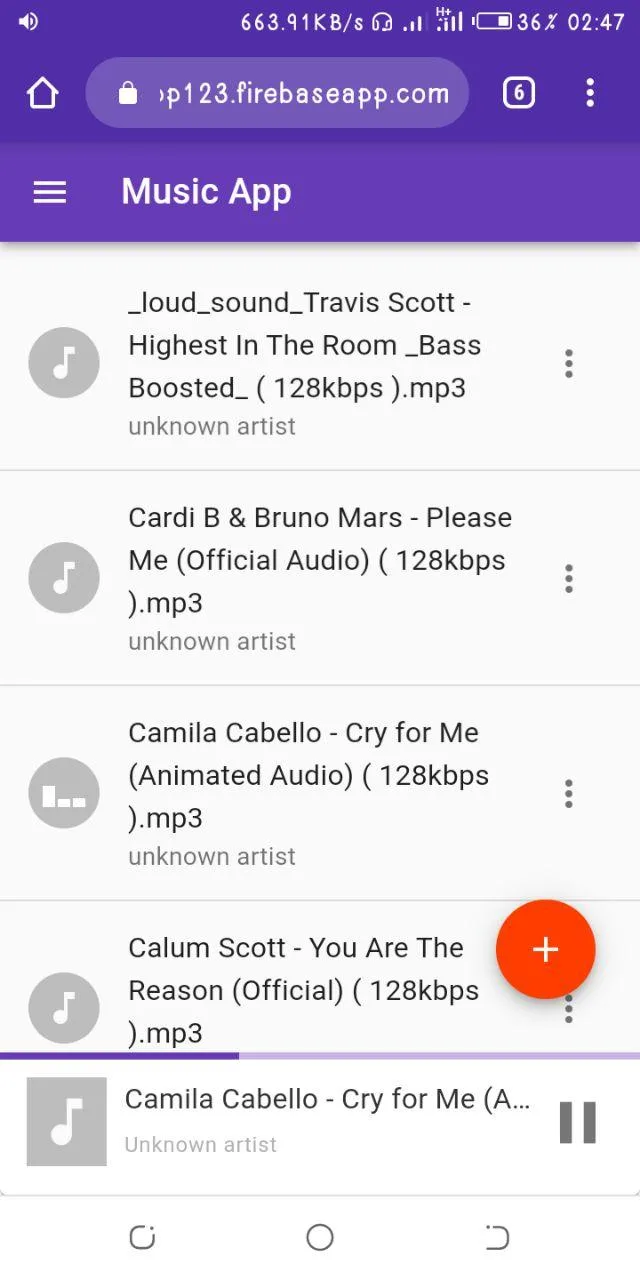 663.91KB/s H+ 36% 02:47
p123.firebaseapp.com 6
Music App
_loud_sound_Travis Scott -
Highest In The Room _Bass
Boosted_ ( 128kbps ).mp3
unknown artist
Cardi B & Bruno Mars - Please
Me (Official Audio) ( 128kbps
).mp3
unknown artist
Camila Cabello - Cry for Me
(Animated Audio) ( 128kbps
).mp3
unknown artist
Calum Scott - You Are The
Reason (Official) ( 128kbps
).mp3
Camila Cabello - Cry for Me (A...
Unknown artist